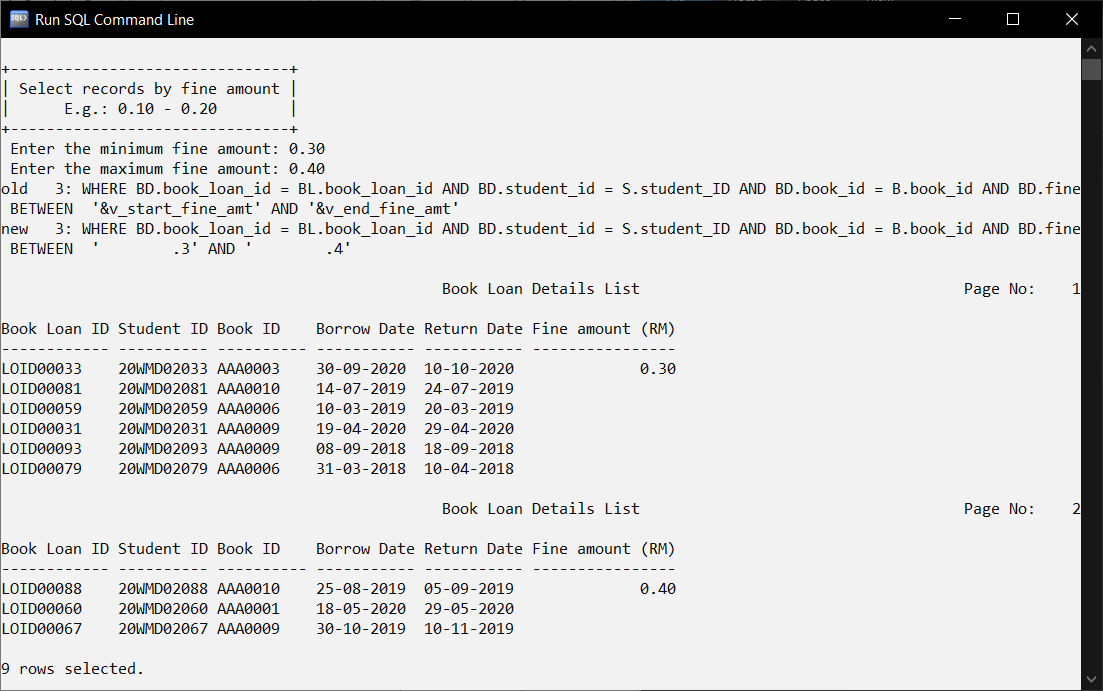 SQL> Run SQL Command Line
+-------------------------------+
| Select records by fine amount |
|      E.g.: 0.10 - 0.20        |
+-------------------------------+
 Enter the minimum fine amount: 0.30
 Enter the maximum fine amount: 0.40
old   3: WHERE BD.book_loan_id = BL.book_loan_id AND BD.student_id = S.student_ID AND BD.book_id = B.book_id AND BD.fine
 BETWEEN  '&v_start_fine_amt' AND '&v_end_fine_amt'
new   3: WHERE BD.book_loan_id = BL.book_loan_id AND BD.student_id = S.student_ID AND BD.book_id = B.book_id AND BD.fine
 BETWEEN  '        .3' AND '        .4'
                                                 Book Loan Details List                                    Page No:    1
Book Loan ID Student ID Book ID    Borrow Date Return Date Fine amount (RM)
------------ ---------- ---------- ----------- ----------- ----------------
LOID00033    20WMD02033 AAA0003    30-09-2020  10-10-2020              0.30
LOID00081    20WMD02081 AAA0010    14-07-2019  24-07-2019
LOID00059    20WMD02059 AAA0006    10-03-2019  20-03-2019
LOID00031    20WMD02031 AAA0009    19-04-2020  29-04-2020
LOID00093    20WMD02093 AAA0009    08-09-2018  18-09-2018
LOID00079    20WMD02079 AAA0006    31-03-2018  10-04-2018
                                                 Book Loan Details List                                    Page No:    2
Book Loan ID Student ID Book ID    Borrow Date Return Date Fine amount (RM)
------------ ---------- ---------- ----------- ----------- ----------------
LOID00088    20WMD02088 AAA0010    25-08-2019  05-09-2019              0.40
LOID00060    20WMD02060 AAA0001    18-05-2020  29-05-2020
LOID00067    20WMD02067 AAA0009    30-10-2019  10-11-2019
9 rows selected.